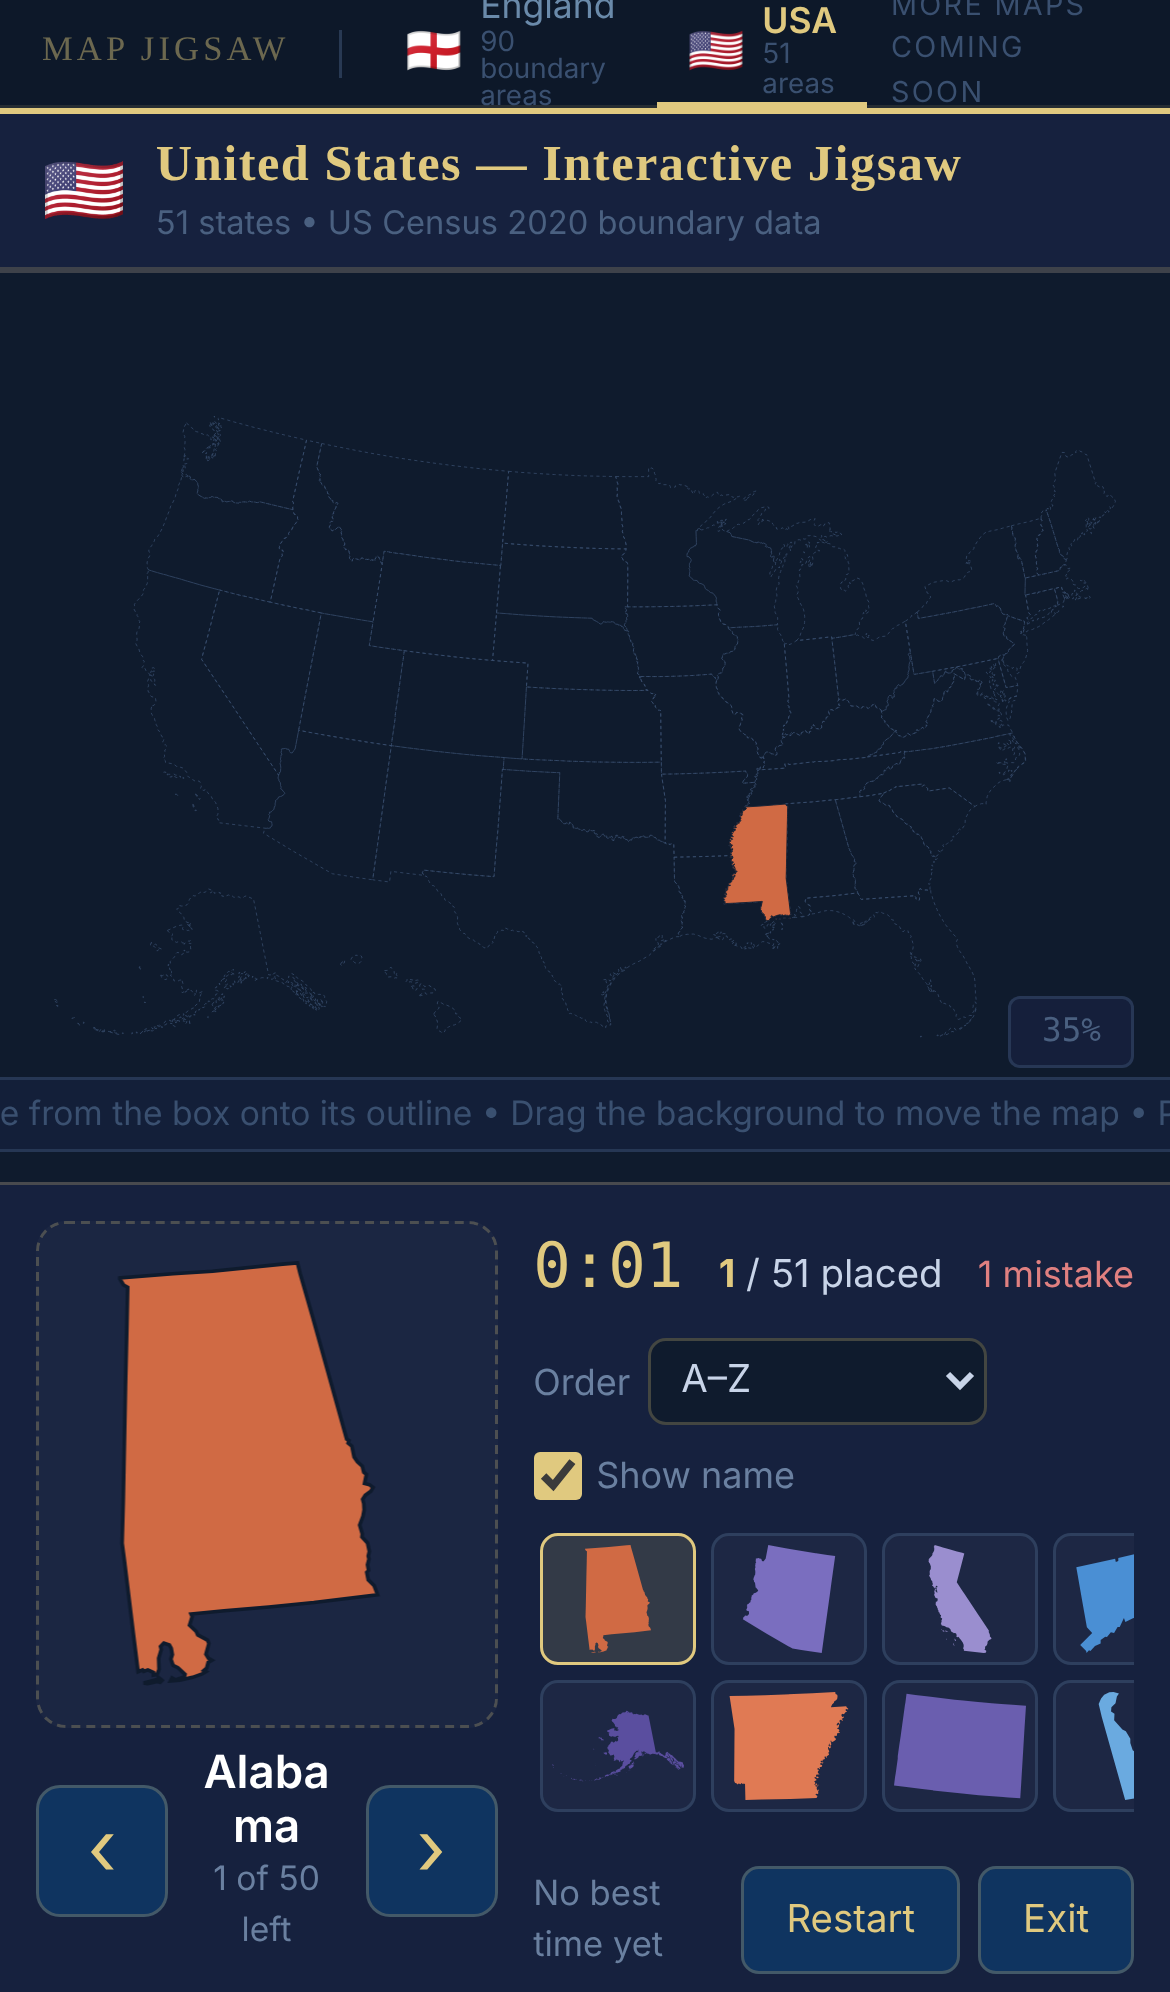 MAP JIGSAW
England
90
boundary
areas
USA
51
areas
MORE MAPS
COMING
SOON
United States — Interactive Jigsaw
51 states • US Census 2020 boundary data
35%
e from the box onto its outline • Drag the background to move the map •
0:01 1 / 51 placed 1 mistake
Order A–Z
Show name
Alaba
ma
1 of 50
left
‹ ›
No best
time yet
Restart Exit